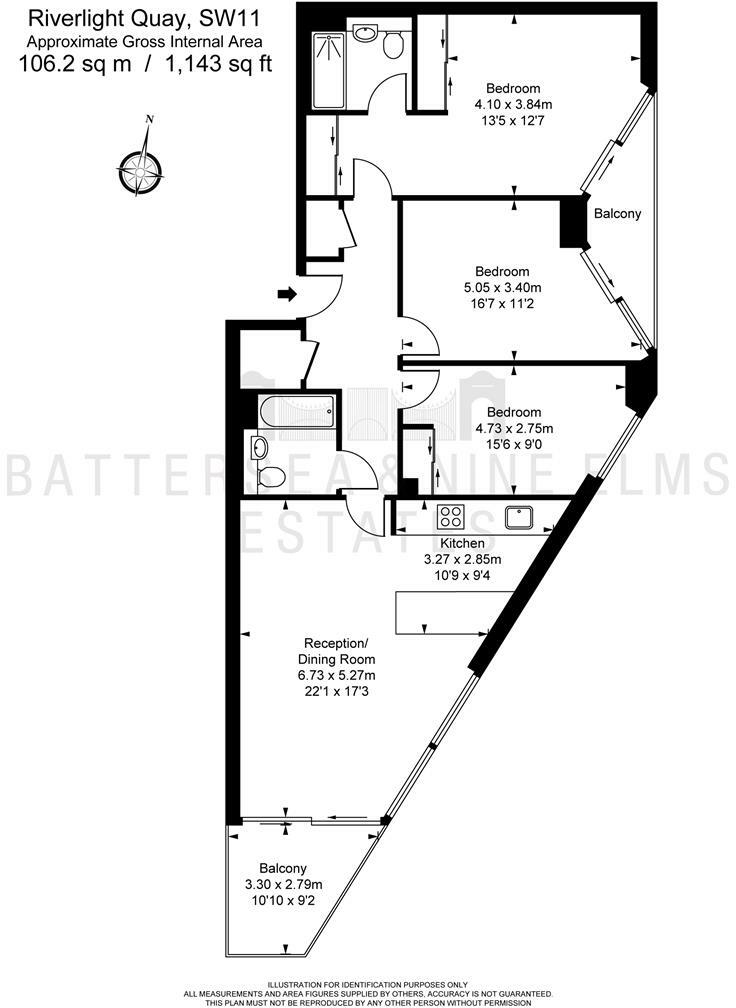 Riverlight Quay, SW11
Approximate Gross Internal Area
106.2 sq m / 1,143 sq ft
N
Bedroom
4.10 x 3.84m
13'5 x 12'7
Balcony
Bedroom
5.05 x 3.40m
16'7 x 11'2
Bedroom
4.73 x 2.75m
15'6 x 9'0
BATTERSEA & NINE ELMS
ESTATES
Kitchen
3.27 x 2.85m
10'9 x 9'4
Reception/
Dining Room
6.73 x 5.27m
22'1 x 17'3
Balcony
3.30 x 2.79m
10'10 x 9'2
ILLUSTRATION FOR IDENTIFICATION PURPOSES ONLY
ALL MEASUREMENTS AND AREA FIGURES SUPPLIED BY OTHERS, ACCURACY IS NOT GUARANTEED.
THIS PLAN MUST NOT BE REPRODUCED BY ANY OTHER PERSON WITHOUT PERMISSION